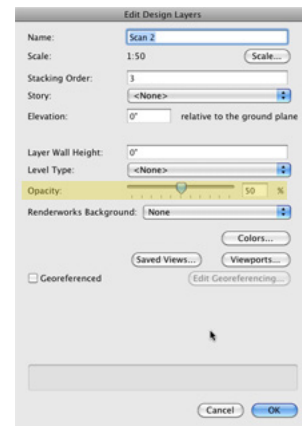 Edit Design Layers
Name: Scan 2
Scale: 1:50 Scale...
Stacking Order: 3
Story: <None>
Elevation: 0" relative to the ground plane
Layer Wall Height: 0"
Level Type: <None>
Opacity: 50 %
Renderworks Background: None
Colors...
Saved Views... Viewports...
Georeferenced Edit Georeferencing...
Cancel OK